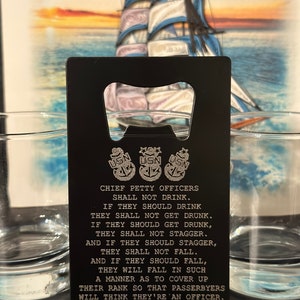 USN USN USN
CHIEF PETTY OFFICERS
SHALL NOT DRINK.
IF THEY SHOULD DRINK
THEY SHALL NOT GET DRUNK.
IF THEY SHOULD GET DRUNK,
THEY SHALL NOT STAGGER.
AND IF THEY SHOULD STAGGER,
THEY SHALL NOT FALL.
AND IF THEY SHOULD FALL,
THEY WILL FALL IN SUCH
A MANNER AS TO COVER UP
THEIR RANK SO THAT PASSERBYERS
WILL THINK THEY'RE AN OFFICER.